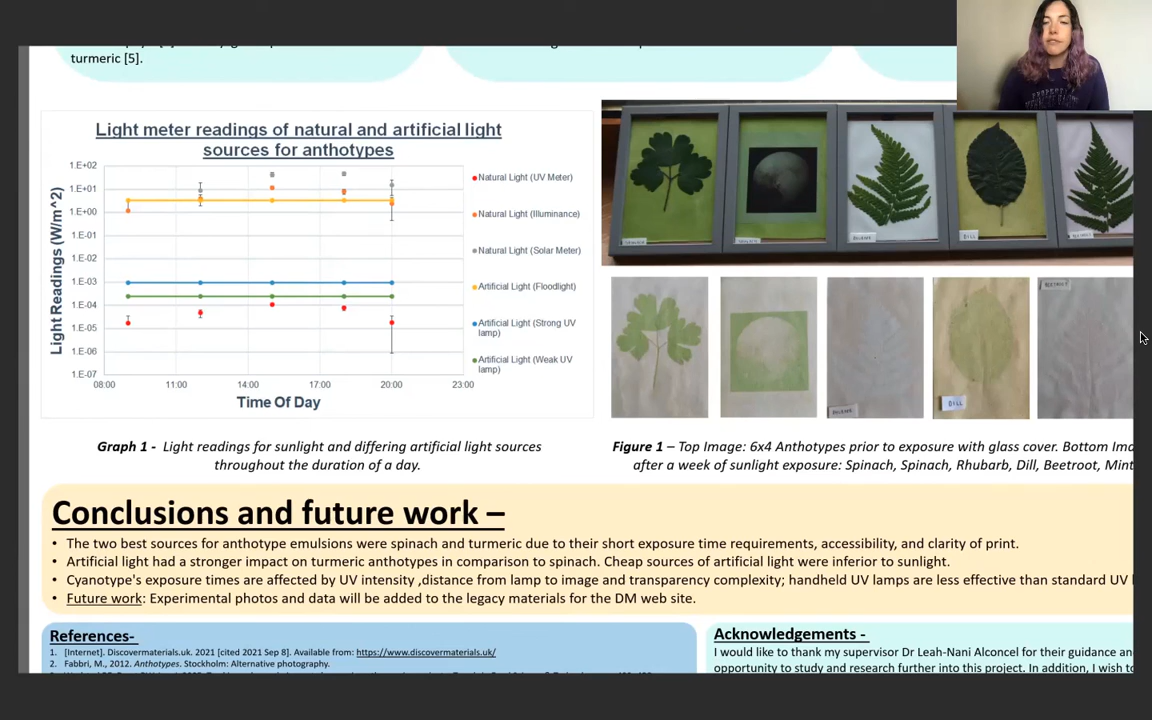 turmeric [5].
Light meter readings of natural and artificial light
sources for anthotypes
Light Readings (W/m^2)
1.E+02
1.E+01
1.E+00
1.E-01
1.E-02
1.E-03
1.E-04
1.E-05
1.E-06
1.E-07
08:00 11:00 14:00 17:00 20:00 23:00
Time Of Day
Natural Light (UV Meter)
Natural Light (Illuminance)
Natural Light (Solar Meter)
Artificial Light (Floodlight)
Artificial Light (Strong UV
lamp)
Artificial Light (Weak UV
lamp)
Graph 1 - Light readings for sunlight and differing artificial light sources
throughout the duration of a day.
DILL
BEETROOT
DILL
Figure 1 – Top Image: 6x4 Anthotypes prior to exposure with glass cover. Bottom Ima
after a week of sunlight exposure: Spinach, Spinach, Rhubarb, Dill, Beetroot, Mint
Conclusions and future work –
• The two best sources for anthotype emulsions were spinach and turmeric due to their short exposure time requirements, accessibility, and clarity of print.
• Artificial light had a stronger impact on turmeric anthotypes in comparison to spinach. Cheap sources of artificial light were inferior to sunlight.
• Cyanotype's exposure times are affected by UV intensity ,distance from lamp to image and transparency complexity; handheld UV lamps are less effective than standard UV
• Future work: Experimental photos and data will be added to the legacy materials for the DM web site.
References-
1. [Internet]. Discovermaterials.uk. 2021 [cited 2021 Sep 8]. Available from: https://www.discovermaterials.uk/
2. Fabbri, M., 2012. Anthotypes. Stockholm: Alternative photography.
Acknowledgements -
I would like to thank my supervisor Dr Leah-Nani Alconcel for their guidance an
opportunity to study and research further into this project. In addition, I wish to